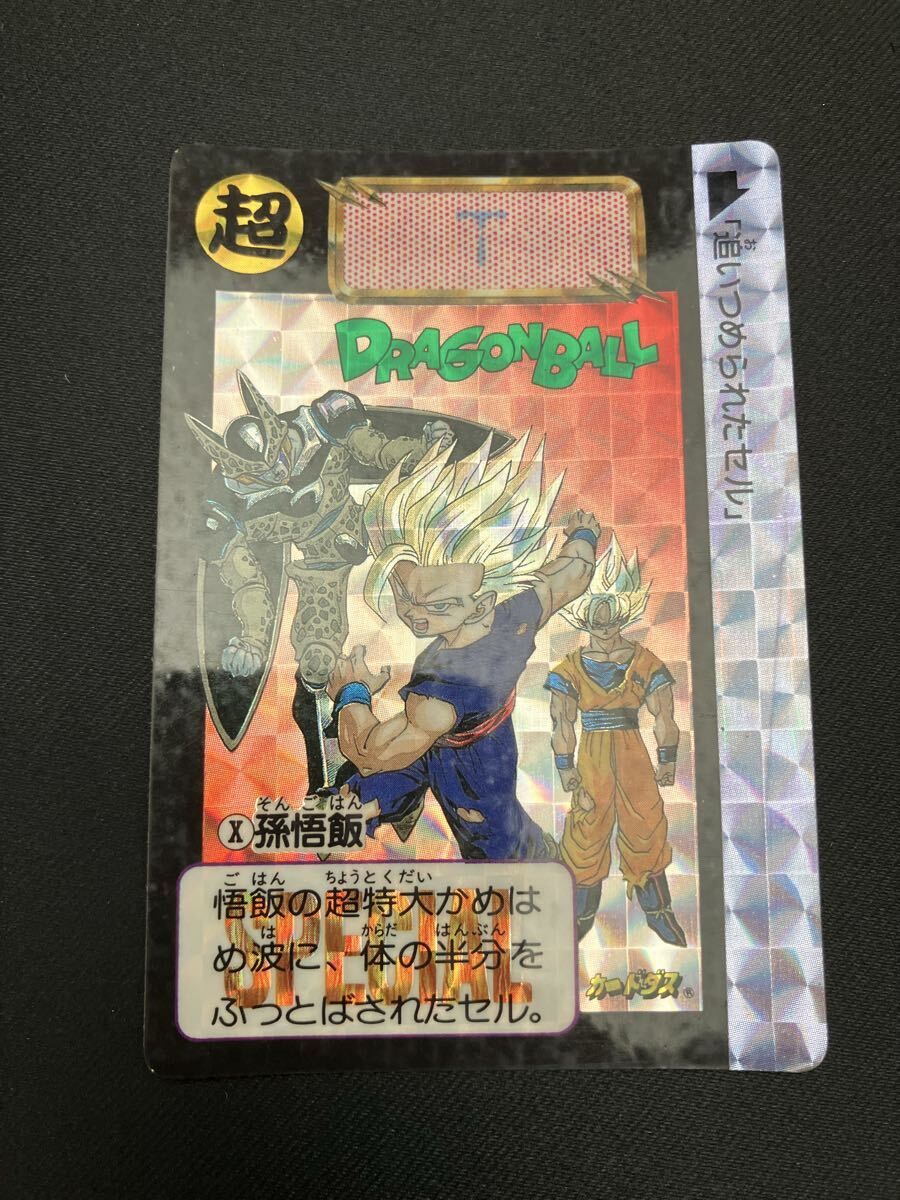 超
T
DRAGONBALL
「追いつめられたセル」
お
そんごはん
X 孫悟飯
ごはん ちょうとくだい
悟飯の超特大かめは
は からだ はんぶん
め波に、体の半分を
ふっとばされたセル。
SPECIAL
カードダス®